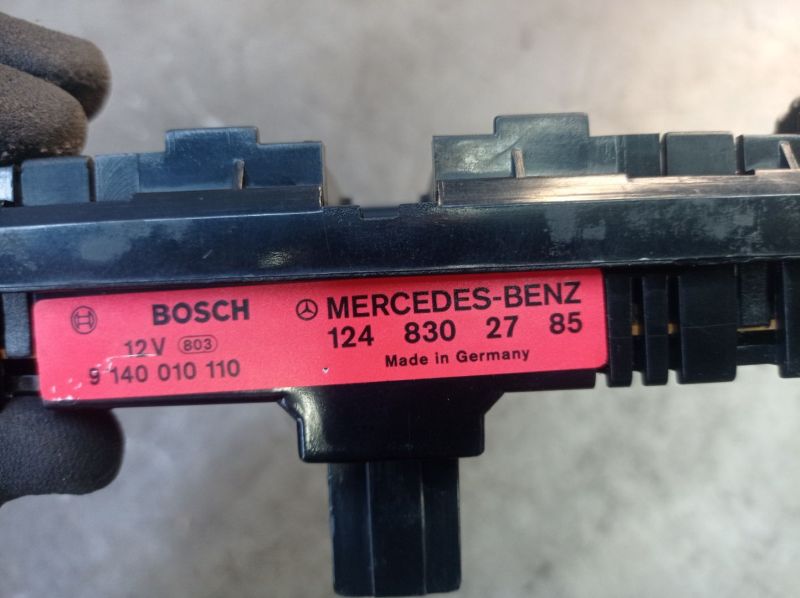 BOSCH
12V 803
9 140 010 110
MERCEDES-BENZ
124 830 27 85
Made in Germany